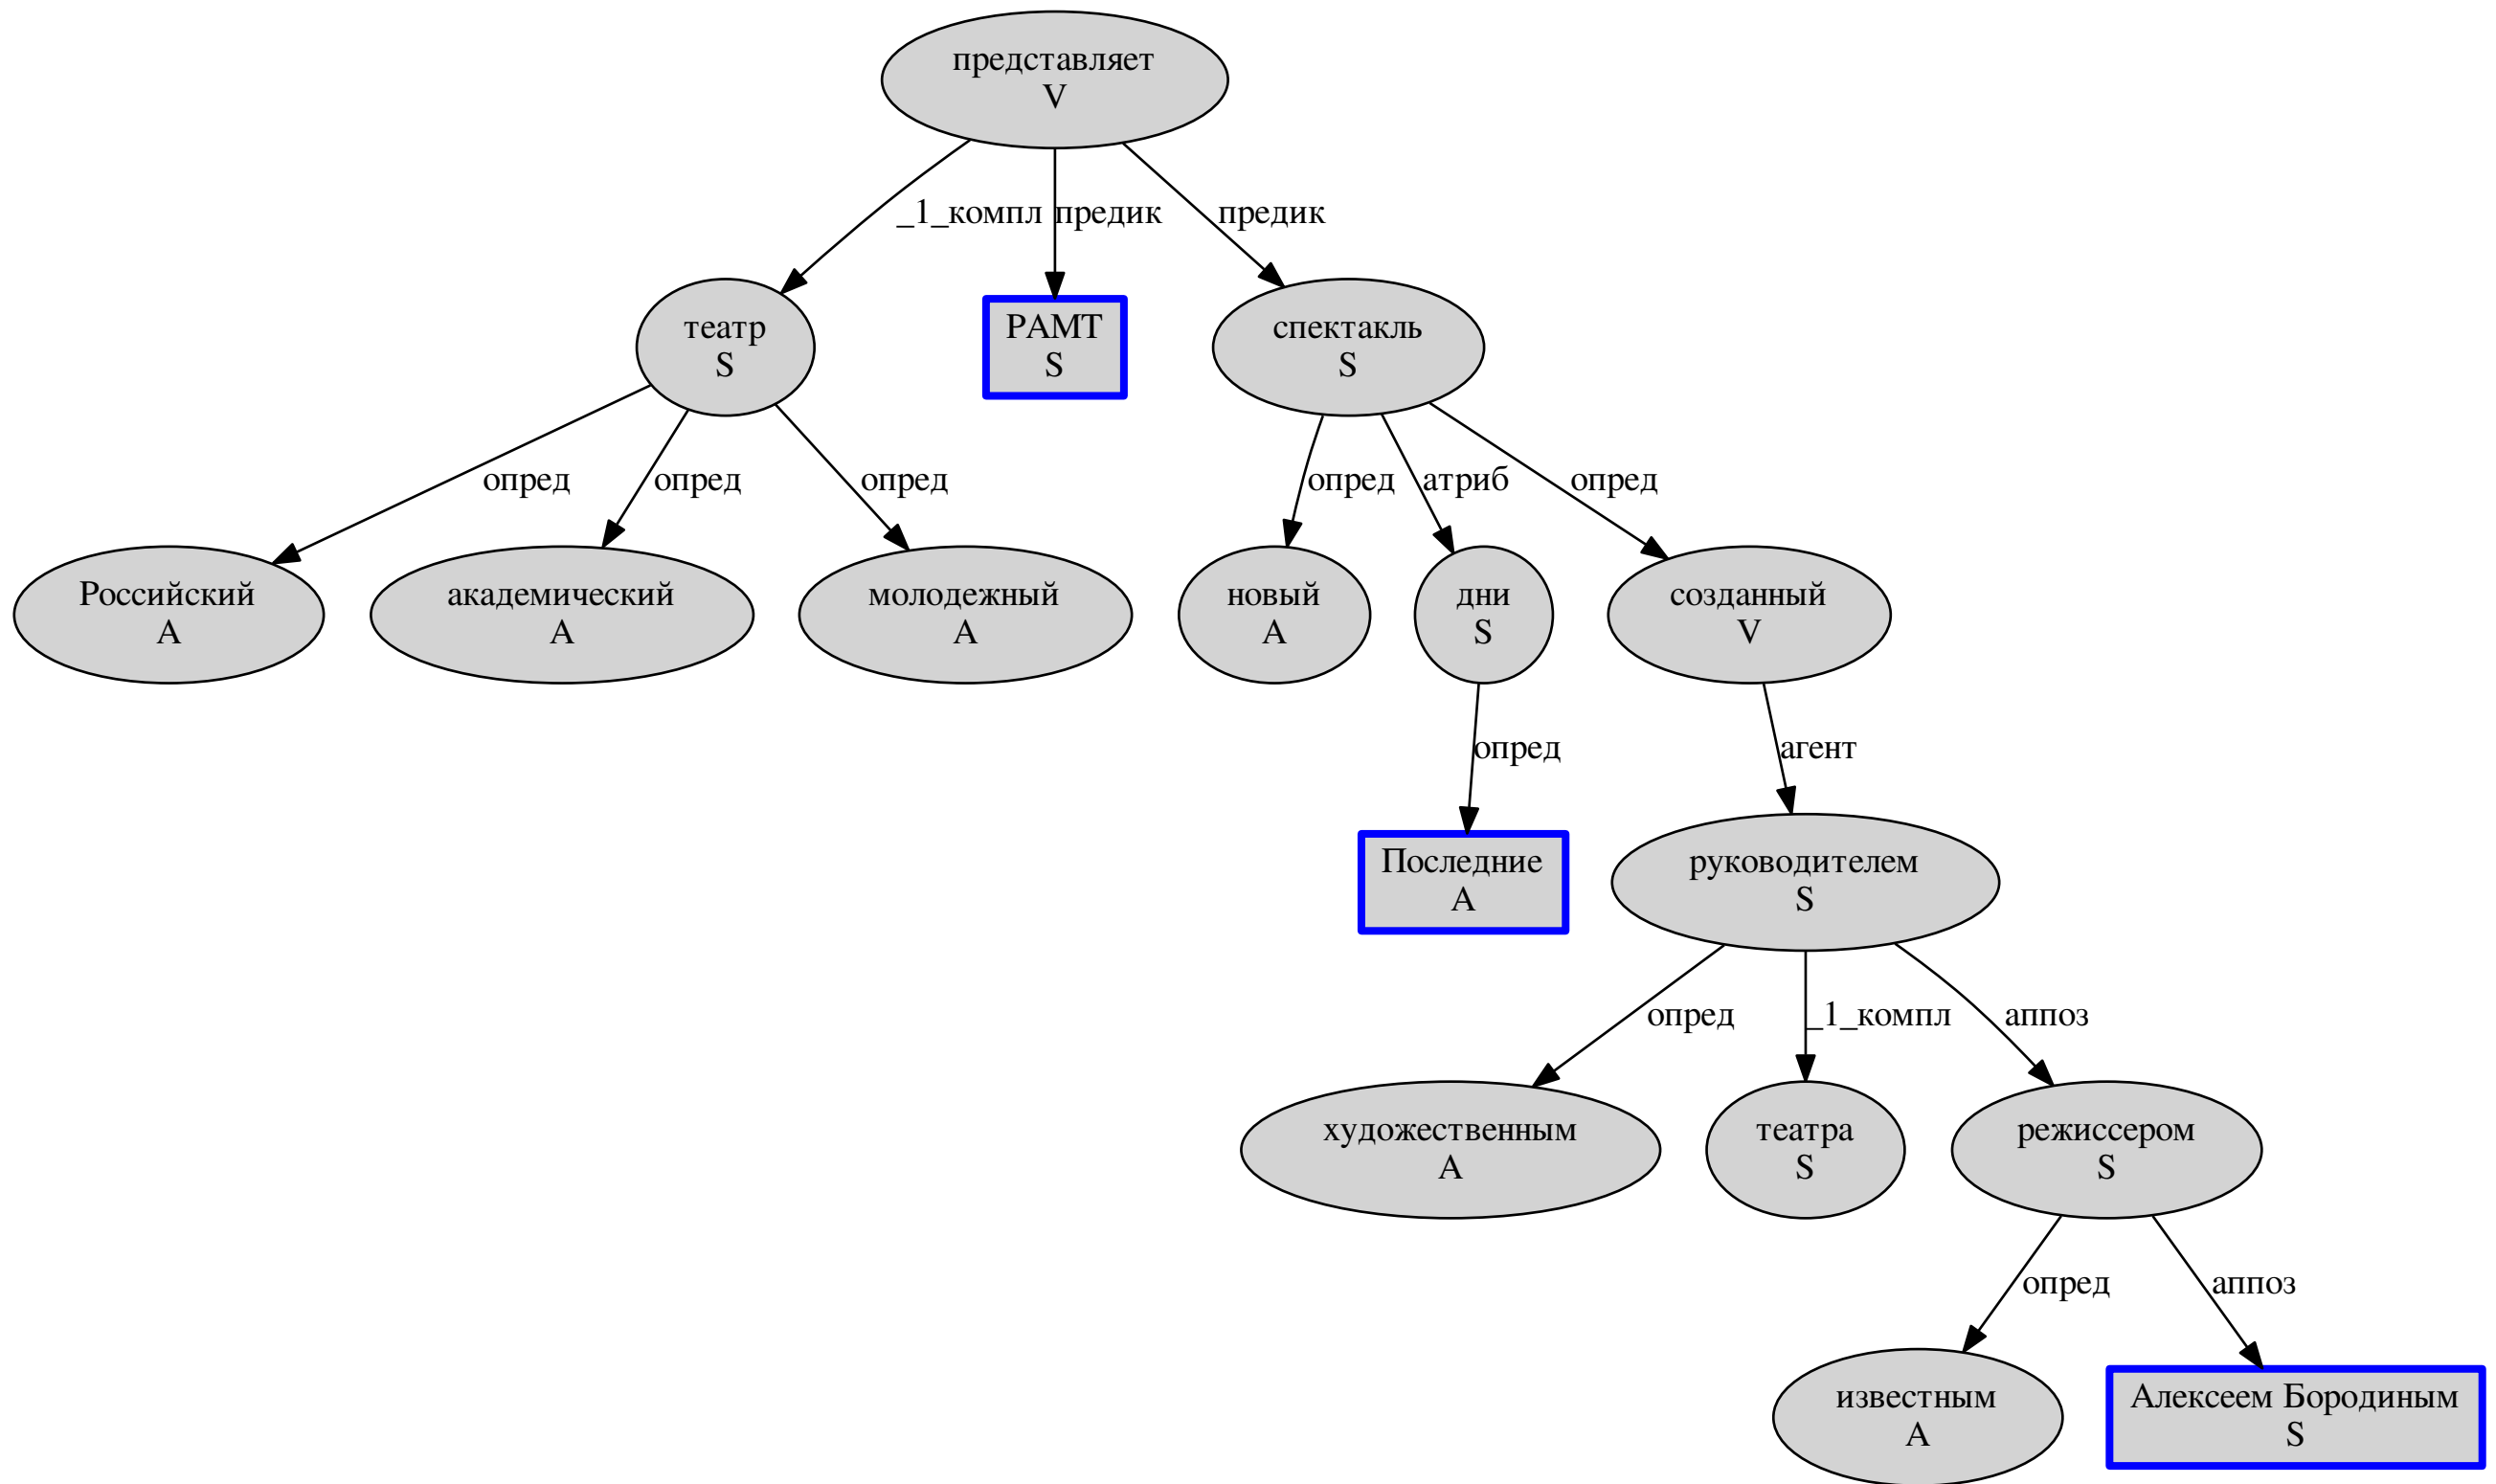 представляет
V
_1_компл
предик
предик
театр
S
РАМТ
S
спектакль
S
опред
опред
опред
опред
атриб
опред
Российский
A
академический
A
молодежный
A
новый
A
дни
S
созданный
V
опред
агент
Последние
A
руководителем
S
опред
_1_компл
аппоз
художественным
A
театра
S
режиссером
S
опред
аппоз
известным
A
Алексеем Бородиным
S